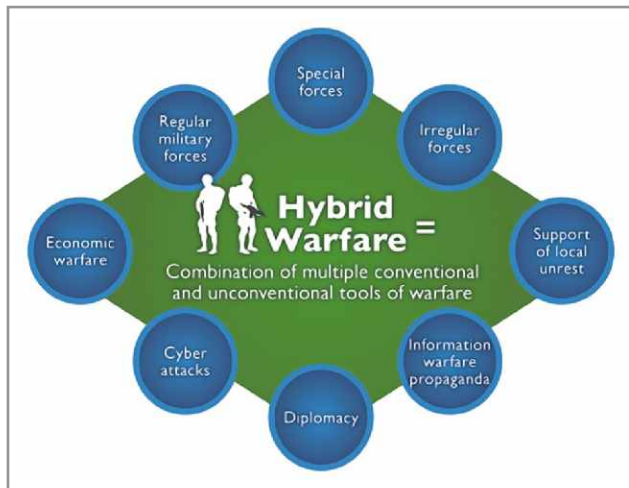 Special
forces
Regular
military
forces
Irregular
forces
Hybrid
Warfare =
Economic
warfare
Support
of local
unrest
Combination of multiple conventional
and unconventional tools of warfare
Cyber
attacks
Information
warfare
propaganda
Diplomacy